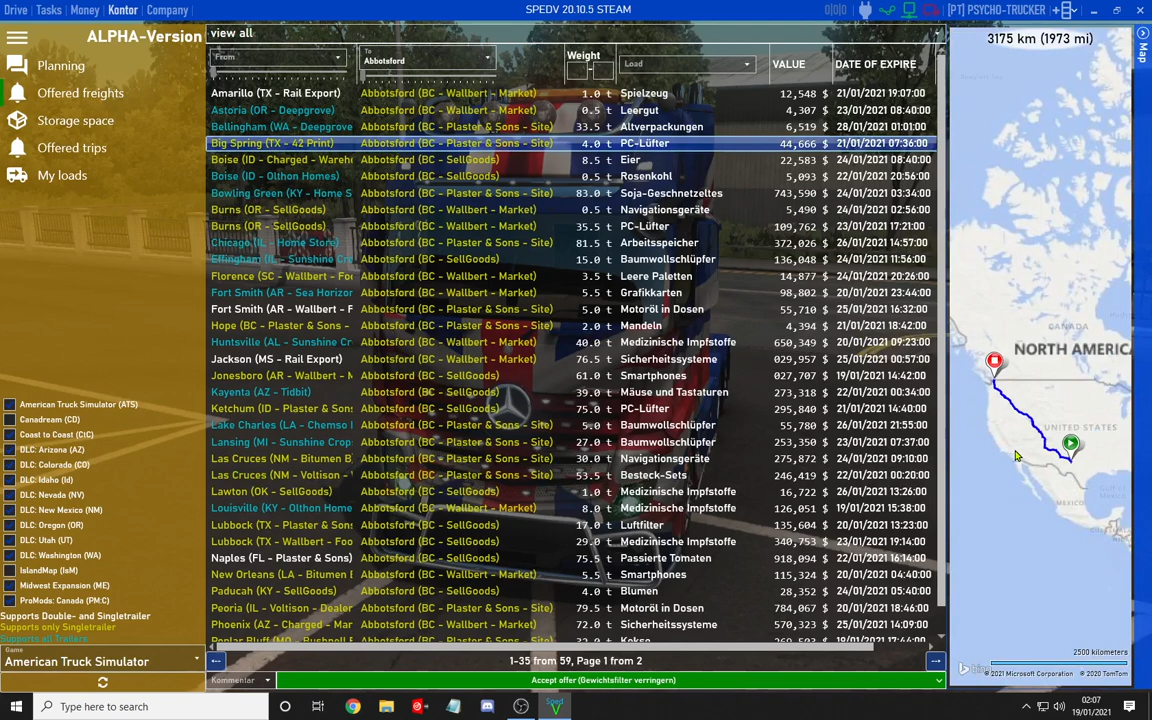 Drive Tasks Money Kontor Company
SPEDV 20.10.5 STEAM
[PT] PSYCHO-TRUCKER
ALPHA-Version
Planning
Offered freights
Storage space
Offered trips
My loads
American Truck Simulator (ATS)
Canadream (CD)
Coast to Coast (CtC)
DLC: Arizona (AZ)
DLC: Colorado (CO)
DLC: Idaho (Id)
DLC: Nevada (NV)
DLC: New Mexico (NM)
DLC: Oregon (OR)
DLC: Utah (UT)
DLC: Washington (WA)
IslandMap (IsM)
Midwest Expansion (ME)
ProMods: Canada (PM:C)
Supports Double- and Singletrailer
Supports only Singletrailer
Supports all Trailers
Game
American Truck Simulator
view all
From To Abbotsford Weight - Load VALUE DATE OF EXPIRE
Amarillo (TX - Rail Export) Abbotsford (BC - Wallbert - Market) 1.0 t Spielzeug 12,548 $ 21/01/2021 19:07:00
Astoria (OR - Deepgrove) Abbotsford (BC - Wallbert - Market) 0.5 t Leergut 4,307 $ 23/01/2021 08:40:00
Bellingham (WA - Deepgrove Abbotsford (BC - Plaster & Sons - Site) 33.5 t Altverpackungen 6,519 $ 28/01/2021 01:01:00
Big Spring (TX - 42 Print) Abbotsford (BC - Plaster & Sons - Site) 4.0 t PC-Lüfter 44,666 $ 21/01/2021 07:36:00
Boise (ID - Charged - Wareh Abbotsford (BC - SellGoods) 8.5 t Eier 22,583 $ 24/01/2021 08:40:00
Boise (ID - Olthon Homes) Abbotsford (BC - SellGoods) 0.5 t Rosenkohl 5,093 $ 22/01/2021 20:56:00
Bowling Green (KY - Home S Abbotsford (BC - Plaster & Sons - Site) 83.0 t Soja-Geschnetzeltes 743,590 $ 24/01/2021 03:34:00
Burns (OR - SellGoods) Abbotsford (BC - Wallbert - Market) 0.5 t Navigationsgeräte 5,490 $ 24/01/2021 02:56:00
Burns (OR - SellGoods) Abbotsford (BC - Wallbert - Market) 35.5 t PC-Lüfter 109,762 $ 23/01/2021 17:21:00
Chicago (IL - Home Store) Abbotsford (BC - Plaster & Sons - Site) 81.5 t Arbeitsspeicher 372,026 $ 26/01/2021 14:57:00
Effingham (IL - Sunshine Cr Abbotsford (BC - SellGoods) 15.0 t Baumwollschlüpfer 136,048 $ 24/01/2021 11:56:00
Florence (SC - Wallbert - Foo Abbotsford (BC - Wallbert - Market) 3.5 t Leere Paletten 14,877 $ 24/01/2021 20:26:00
Fort Smith (AR - Sea Horizor Abbotsford (BC - Wallbert - Market) 5.5 t Grafikkarten 98,802 $ 20/01/2021 23:44:00
Fort Smith (AR - Wallbert - F Abbotsford (BC - Plaster & Sons - Site) 5.0 t Motoröl in Dosen 55,710 $ 25/01/2021 16:32:00
Hope (BC - Plaster & Sons - Abbotsford (BC - Plaster & Sons - Site) 2.0 t Mandeln 4,394 $ 21/01/2021 18:42:00
Huntsville (AL - Sunshine Cr Abbotsford (BC - Wallbert - Market) 40.0 t Medizinische Impfstoffe 650,349 $ 20/01/2021 09:23:00
Jackson (MS - Rail Export) Abbotsford (BC - Wallbert - Market) 76.5 t Sicherheitssysteme 029,957 $ 25/01/2021 00:57:00
Jonesboro (AR - Wallbert - M Abbotsford (BC - SellGoods) 61.0 t Smartphones 027,707 $ 19/01/2021 14:42:00
Kayenta (AZ - Tidbit) Abbotsford (BC - SellGoods) 39.0 t Mäuse und Tastaturen 273,318 $ 22/01/2021 00:34:00
Ketchum (ID - Plaster & Sons Abbotsford (BC - SellGoods) 75.0 t PC-Lüfter 295,840 $ 21/01/2021 14:40:00
Lake Charles (LA - Chemso I Abbotsford (BC - SellGoods) 5.0 t Baumwollschlüpfer 55,780 $ 26/01/2021 21:55:00
Lansing (MI - Sunshine Crop: Abbotsford (BC - SellGoods) 27.0 t Baumwollschlüpfer 253,350 $ 23/01/2021 07:37:00
Las Cruces (NM - Bitumen B Abbotsford (BC - SellGoods) 30.0 t Navigationsgeräte 275,872 $ 24/01/2021 09:10:00
Las Cruces (NM - Voltison - Abbotsford (BC - SellGoods) 53.5 t Besteck-Sets 246,419 $ 22/01/2021 00:20:00
Lawton (OK - SellGoods) Abbotsford (BC - SellGoods) 1.0 t Medizinische Impfstoffe 16,722 $ 26/01/2021 13:26:00
Louisville (KY - Olthon Home Abbotsford (BC - Wallbert - Market) 8.0 t Medizinische Impfstoffe 126,051 $ 19/01/2021 15:38:00
Lubbock (TX - Plaster & Sons Abbotsford (BC - SellGoods) 17.0 t Luftfilter 135,604 $ 20/01/2021 13:23:00
Lubbock (TX - Wallbert - Foo Abbotsford (BC - SellGoods) 29.0 t Medizinische Impfstoffe 340,753 $ 23/01/2021 19:14:00
Naples (FL - Plaster & Sons) Abbotsford (BC - SellGoods) 75.5 t Passierte Tomaten 918,094 $ 22/01/2021 16:14:00
New Orleans (LA - Bitumen E Abbotsford (BC - Wallbert - Market) 5.5 t Smartphones 115,324 $ 20/01/2021 04:40:00
Paducah (KY - SellGoods) Abbotsford (BC - SellGoods) 4.0 t Blumen 28,352 $ 24/01/2021 05:40:00
Peoria (IL - Voltison - Dealer Abbotsford (BC - Plaster & Sons - Site) 79.5 t Motoröl in Dosen 784,067 $ 20/01/2021 18:46:00
Phoenix (AZ - Charged - Mar Abbotsford (BC - Wallbert - Market) 72.0 t Sicherheitssysteme 570,323 $ 25/01/2021 14:09:00
1-35 from 59, Page 1 from 2
Kommentar
Accept offer (Gewichtsfilter verringern)
3175 km (1973 mi)
Map
CANADA
NORTH AMERICA
UNITED STATES
MEXICO
Gulf of
2500 kilometers
bing
© 2021 Microsoft Corporation © 2020 TomTom
Type here to search
02:07
19/01/2021